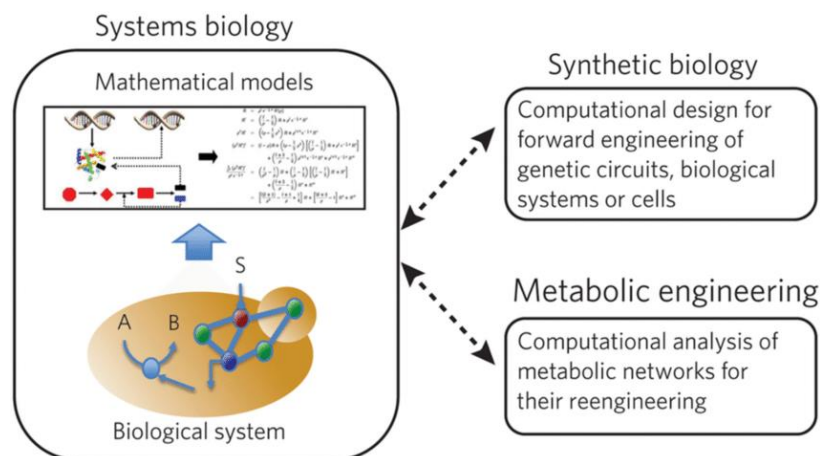 Systems biology
Mathematical models
S
A
B
Biological system
Synthetic biology
Computational design for
forward engineering of
genetic circuits, biological
systems or cells
Metabolic engineering
Computational analysis of
metabolic networks for
their reengineering